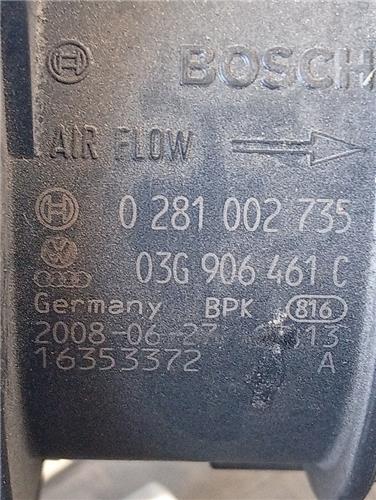 BOSCH
AIR FLOW
0 281 002 735
03G 906 461 C
Germany BPK 816
2008-06-27
16353372 A